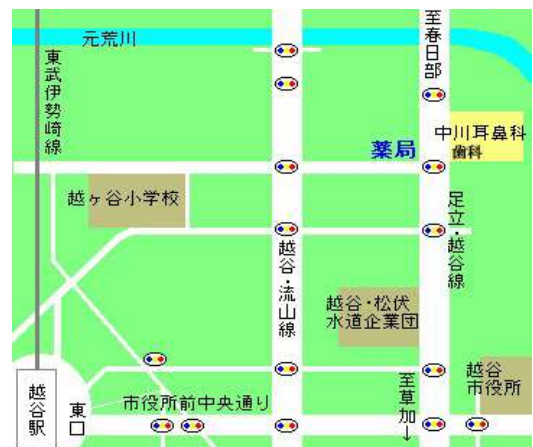 元荒川
至春日部
東武伊勢崎線
中川耳鼻科
歯科
薬局
越ヶ谷小学校
足立・越谷線
越谷・流山線
越谷・松伏
水道企業団
越谷
市役所
至草加→
市役所前中央通り
越谷駅
東口